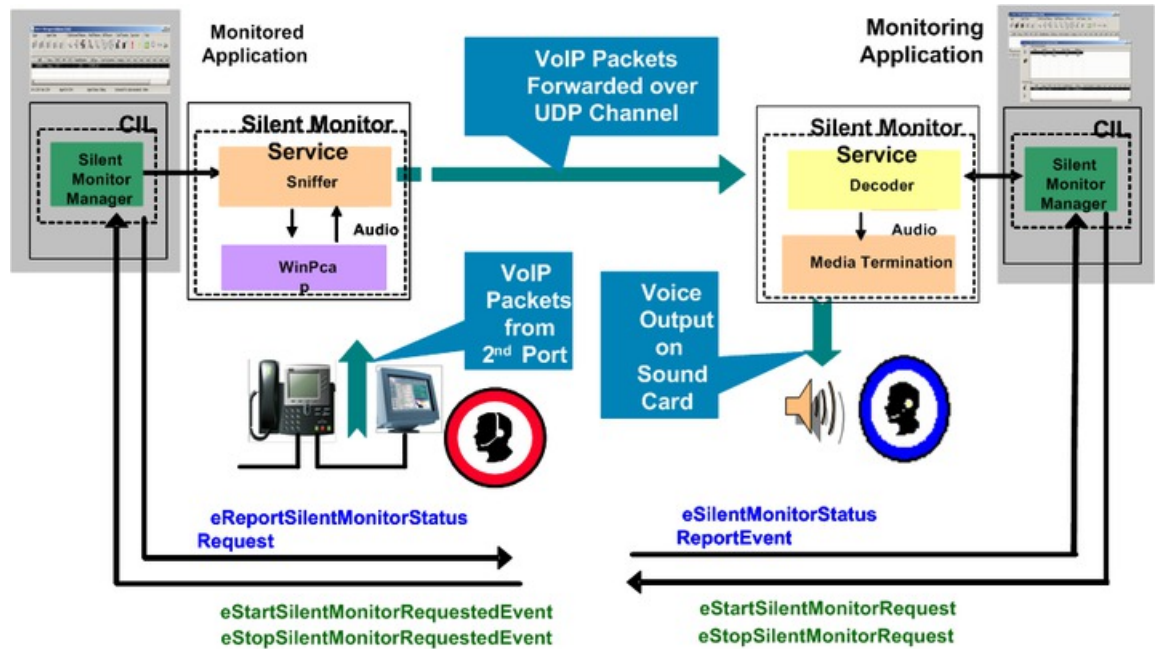 Monitored
Application
VoIP Packets
Forwarded over
UDP Channel
Monitoring
Application
CIL
Silent
Monitor
Manager
Silent Monitor
Service
Sniffer
Audio
WinPca
p
Silent Monitor
Service
Decoder
Audio
Media Termination
CIL
Silent
Monitor
Manager
VoIP
Packets
from
2nd Port
Voice
Output
on
Sound
Card
eReportSilentMonitorStatus
Request
eSilentMonitorStatus
ReportEvent
eStartSilentMonitorRequestedEvent
eStopSilentMonitorRequestedEvent
eStartSilentMonitorRequest
eStopSilentMonitorRequest